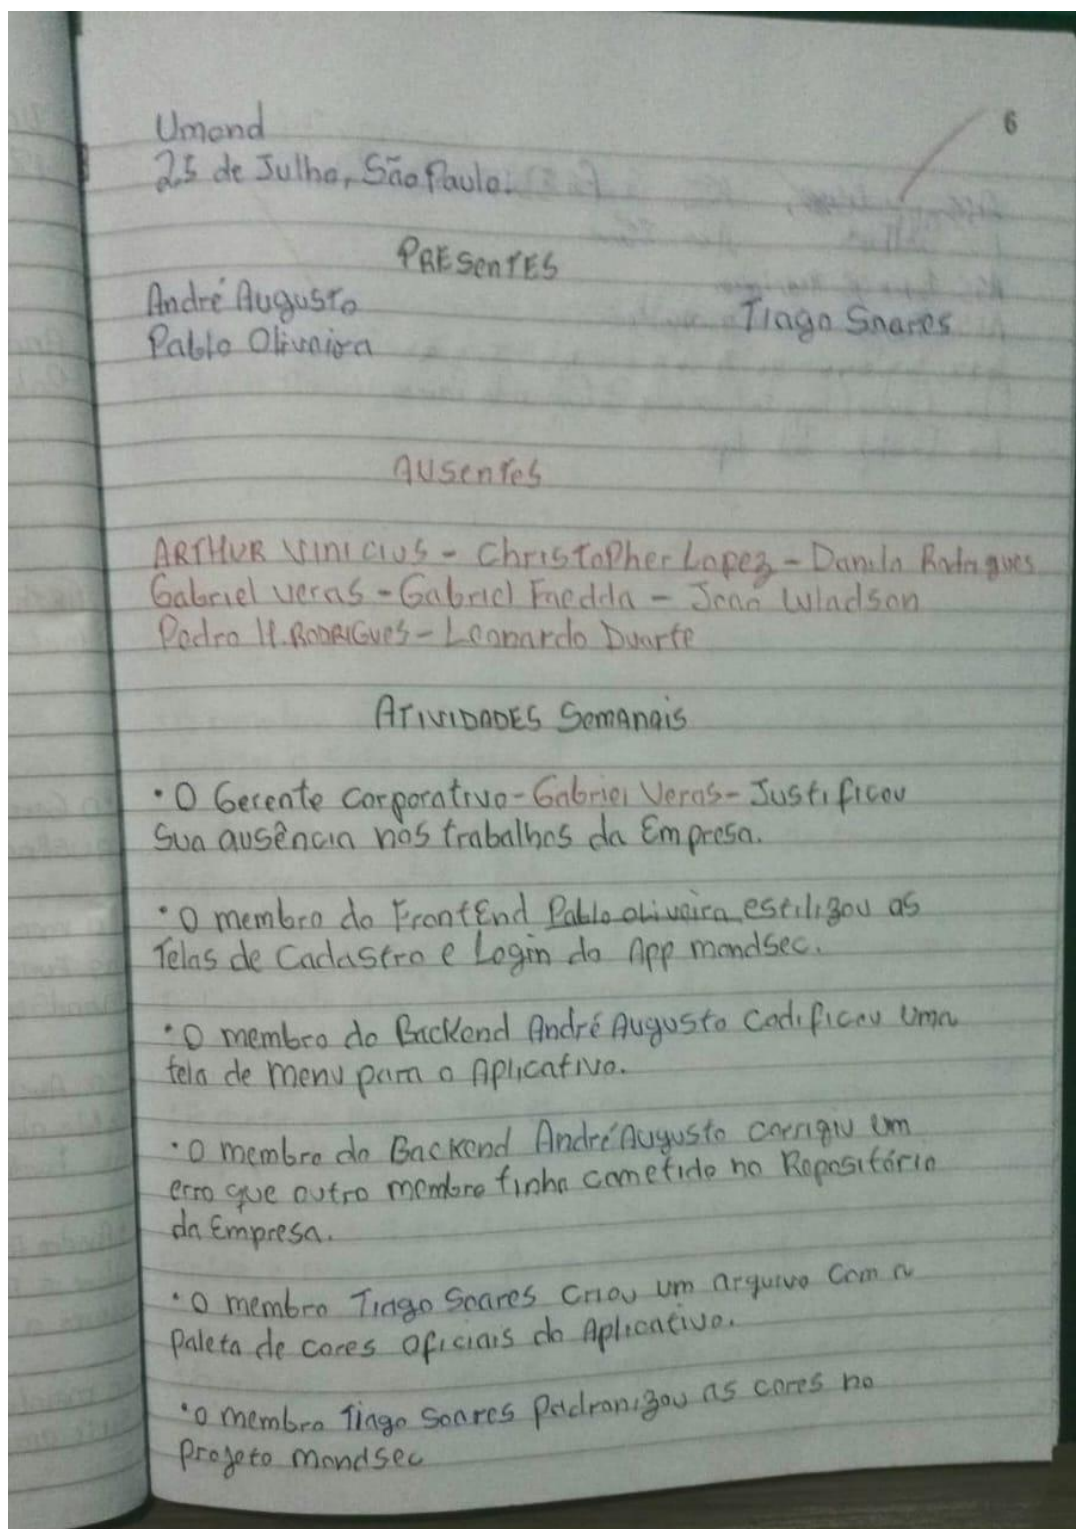 6
Umond
25 de Julho, São Paulo.
PRESENTES
André Augusto
Tiago Soares
Pablo Oliveira
Ausentes
ARTHUR VINICIUS - Christopher Lopez - Danilo Rodrigues
Gabriel Veras - Gabriel Faedda - João Wladson
Pedro H. RODRIGUES - Leonardo Duarte
ATIVIDADES Semanais
• O Gerente corporativo - Gabriel Veras - Justificou
Sua ausência nos trabalhos da Empresa.
• O membro do FrontEnd Pablo oliveira estilizou as
Telas de Cadastro e Login do App mondsec.
• O membro do Backend André Augusto Codificou uma
tela de menu para o Aplicativo.
• O membro do Backend André Augusto corrigiu um
erro que outro membro tinha cometido no Repositório
da Empresa.
• O membro Tiago Soares Criou um arquivo com a
Paleta de cores oficiais do Aplicativo.
• O membro Tiago Soares Padronizou as cores no
Projeto mondsec